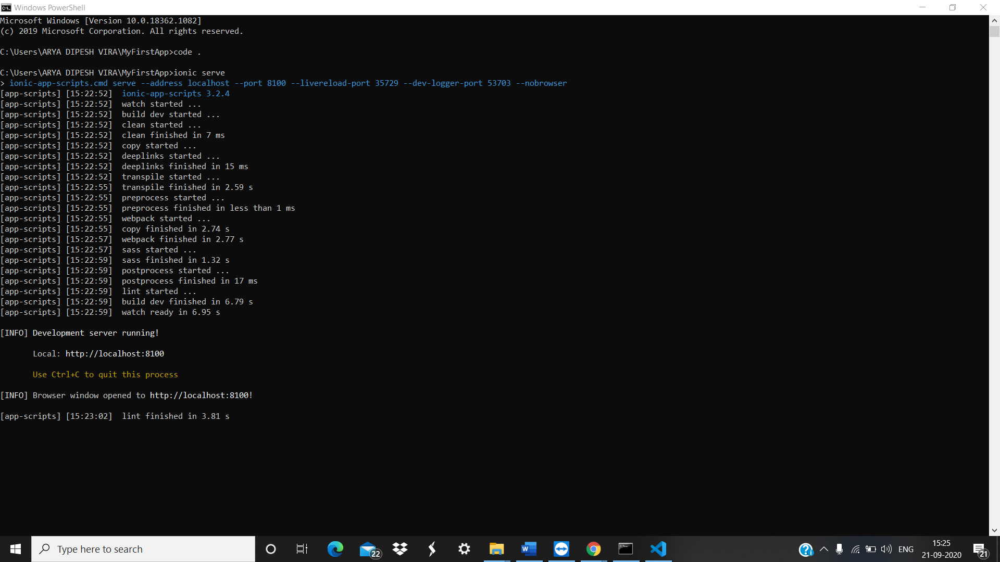 Windows PowerShell
Microsoft Windows [Version 10.0.18362.1082]
(c) 2019 Microsoft Corporation. All rights reserved.
C:\Users\ARYA DIPESH VIRA\MyFirstApp>code .
C:\Users\ARYA DIPESH VIRA\MyFirstApp>ionic serve
> ionic-app-scripts.cmd serve --address localhost --port 8100 --livereload-port 35729 --dev-logger-port 53703 --nobrowser
[app-scripts] [15:22:52]  ionic-app-scripts 3.2.4
[app-scripts] [15:22:52]  watch started ...
[app-scripts] [15:22:52]  build dev started ...
[app-scripts] [15:22:52]  clean started ...
[app-scripts] [15:22:52]  clean finished in 7 ms
[app-scripts] [15:22:52]  copy started ...
[app-scripts] [15:22:52]  deeplinks started ...
[app-scripts] [15:22:52]  deeplinks finished in 15 ms
[app-scripts] [15:22:52]  transpile started ...
[app-scripts] [15:22:55]  transpile finished in 2.59 s
[app-scripts] [15:22:55]  preprocess started ...
[app-scripts] [15:22:55]  preprocess finished in less than 1 ms
[app-scripts] [15:22:55]  webpack started ...
[app-scripts] [15:22:55]  copy finished in 2.74 s
[app-scripts] [15:22:57]  webpack finished in 2.77 s
[app-scripts] [15:22:57]  sass started ...
[app-scripts] [15:22:59]  sass finished in 1.32 s
[app-scripts] [15:22:59]  postprocess started ...
[app-scripts] [15:22:59]  postprocess finished in 17 ms
[app-scripts] [15:22:59]  lint started ...
[app-scripts] [15:22:59]  build dev finished in 6.79 s
[app-scripts] [15:22:59]  watch ready in 6.95 s
[INFO] Development server running!
Local: http://localhost:8100
Use Ctrl+C to quit this process
[INFO] Browser window opened to http://localhost:8100!
[app-scripts] [15:23:02]  lint finished in 3.81 s
Type here to search
22
ENG
15:25
21-09-2020
21